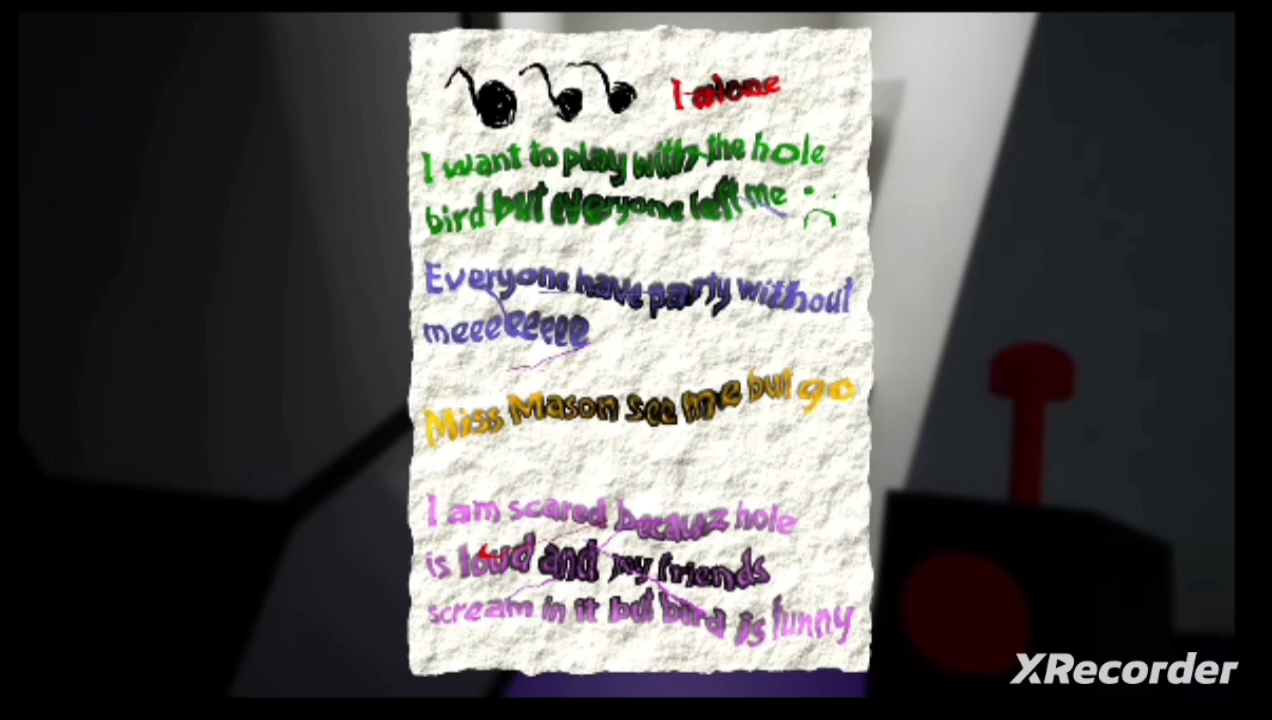 I alone
I want to play with the hole
bird but everyone left me :(
Everyone have party without
meeeeeeee
Miss Mason see me but go
I am scared becauz hole
is loud and my friends
scream in it but bird is funny
XRecorder